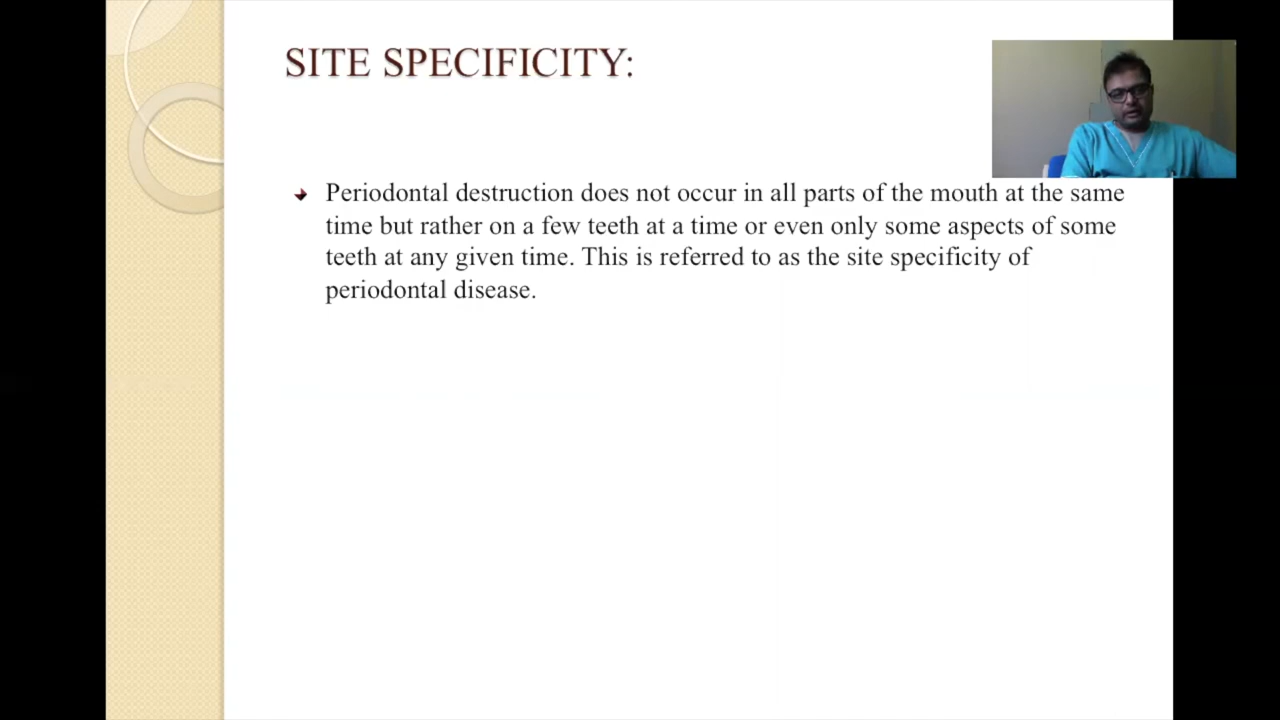 SITE SPECIFICITY:
Periodontal destruction does not occur in all parts of the mouth at the same
time but rather on a few teeth at a time or even only some aspects of some
teeth at any given time. This is referred to as the site specificity of
periodontal disease.